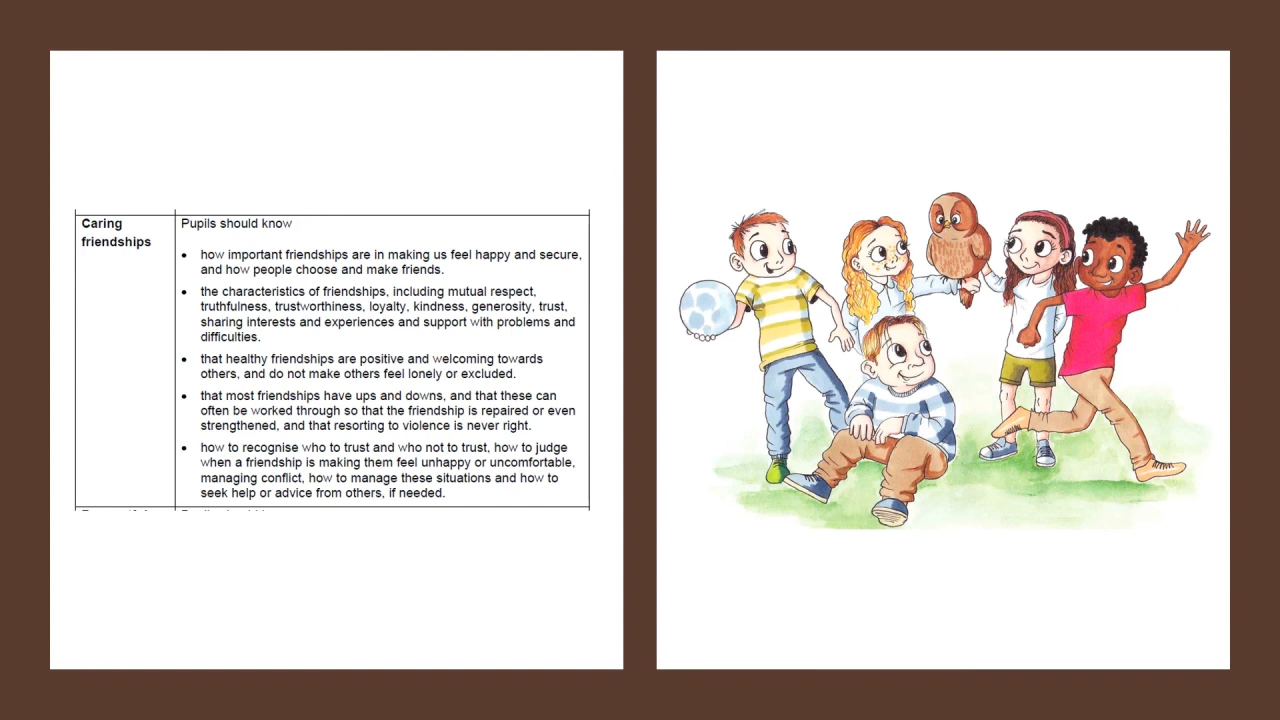 Caring
friendships
Pupils should know
• how important friendships are in making us feel happy and secure,
and how people choose and make friends.
• the characteristics of friendships, including mutual respect,
truthfulness, trustworthiness, loyalty, kindness, generosity, trust,
sharing interests and experiences and support with problems and
difficulties.
• that healthy friendships are positive and welcoming towards
others, and do not make others feel lonely or excluded.
• that most friendships have ups and downs, and that these can
often be worked through so that the friendship is repaired or even
strengthened, and that resorting to violence is never right.
• how to recognise who to trust and who not to trust, how to judge
when a friendship is making them feel unhappy or uncomfortable,
managing conflict, how to manage these situations and how to
seek help or advice from others, if needed.